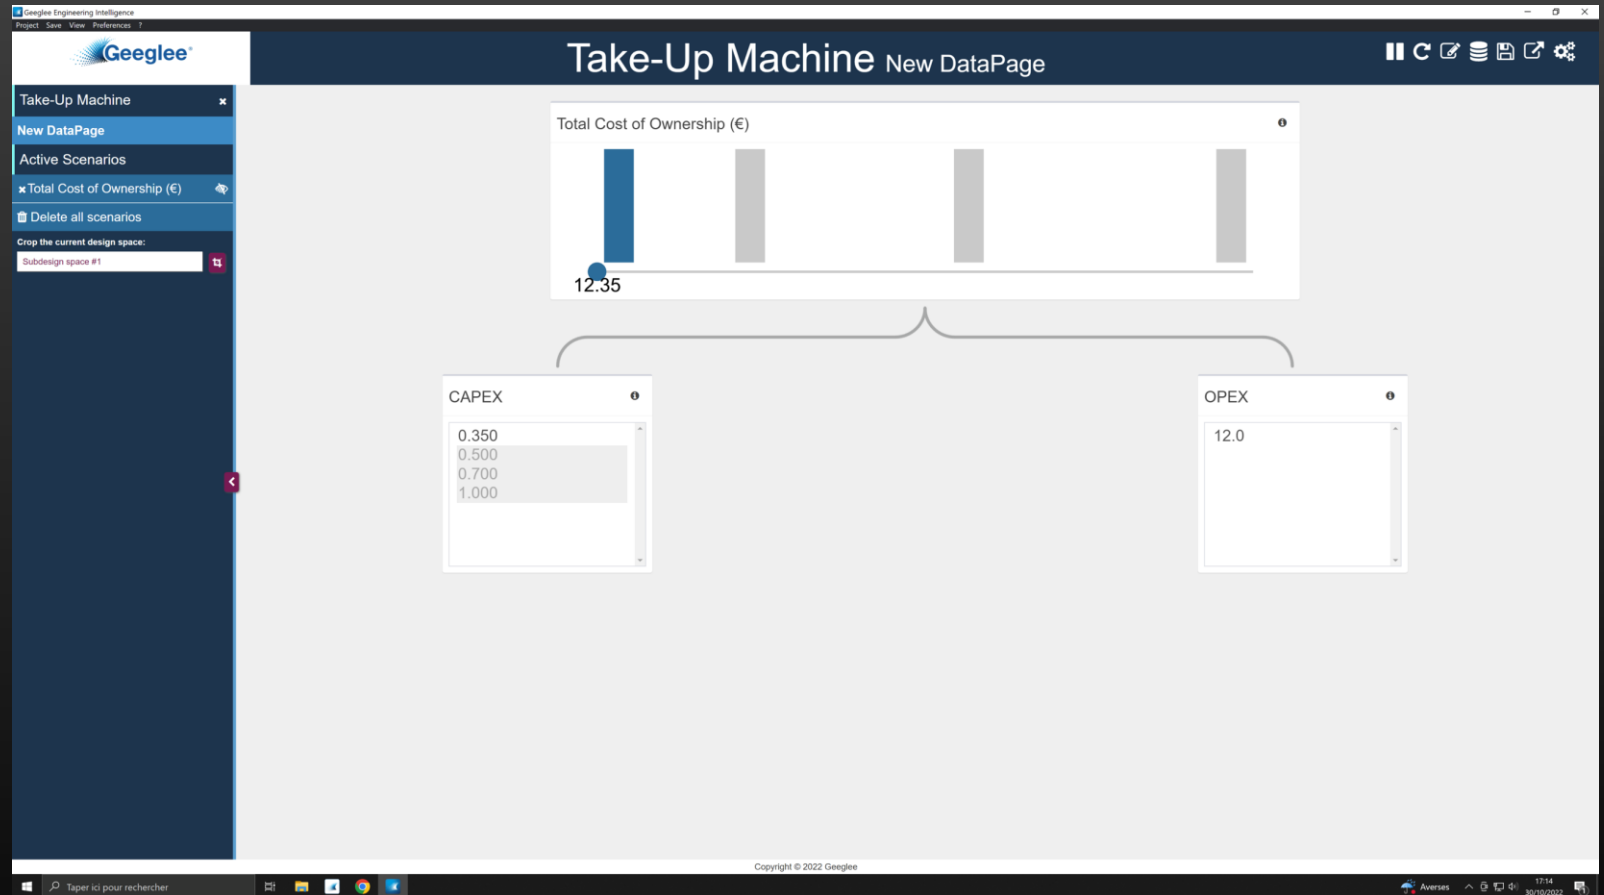 Geeglee Engineering Intelligence
Project Save View Preferences ?
Geeglee®
Take-Up Machine New DataPage
Take-Up Machine
New DataPage
Active Scenarios
Total Cost of Ownership (€)
Delete all scenarios
Crop the current design space:
Subdesign space #1
Total Cost of Ownership (€)
12.35
CAPEX
0.350
0.500
0.700
1.000
OPEX
12.0
Copyright © 2022 Geeglee
Taper ici pour rechercher
Averses
17:14
30/10/2022